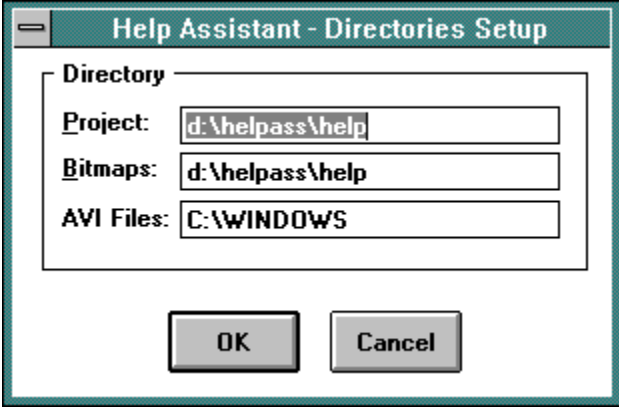 Help Assistant - Directories Setup
Directory
Project: d:\helpass\help
Bitmaps: d:\helpass\help
AVI Files: C:\WINDOWS
OK Cancel